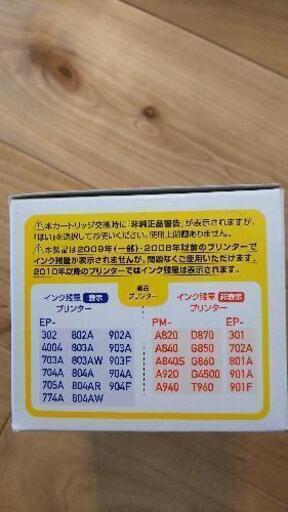 ⚠本カートリッジ交換時に「非純正品警告」が表示されますが、
「はい」を選択してお使いください。使用上問題ありません。
⚠本製品は2009年(一部)・2008年以前のプリンターで
インク残量が表示されませんが、問題なくご使用いただけます。
2010年以降のプリンターではインク残量は表示されます。
インク残量 表示 プリンター
適合プリンター
インク残量 非表示 プリンター
EP-
302 802A 902A
4004 803A 903A
703A 803AW 903F
704A 804A 904A
705A 804AR 904F
774A 804AW
PM- EP-
A820 D870 301
A840 G850 702A
A840S G860 801A
A920 G4500 901A
A940 T960 901F